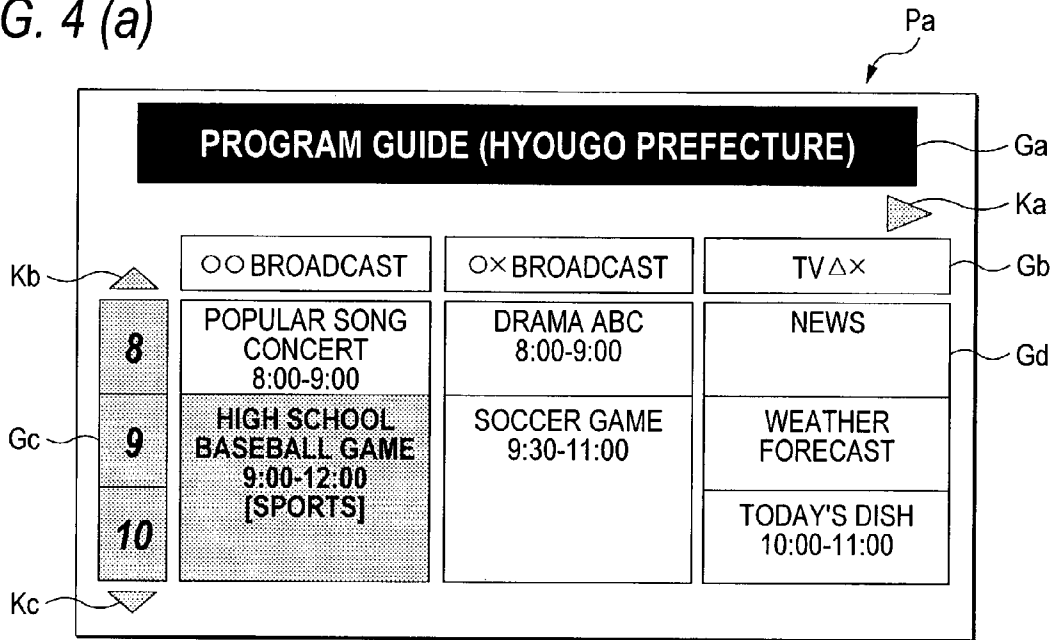 G. 4 (a)
Pa
PROGRAM GUIDE (HYOUGO PREFECTURE)
Ga
Ka
Kb
○○ BROADCAST
○× BROADCAST
TV△×
Gb
8
POPULAR SONG
CONCERT
8:00-9:00
DRAMA ABC
8:00-9:00
NEWS
Gd
Gc
9
HIGH SCHOOL
BASEBALL GAME
9:00-12:00
[SPORTS]
SOCCER GAME
9:30-11:00
WEATHER
FORECAST
10
TODAY'S DISH
10:00-11:00
Kc